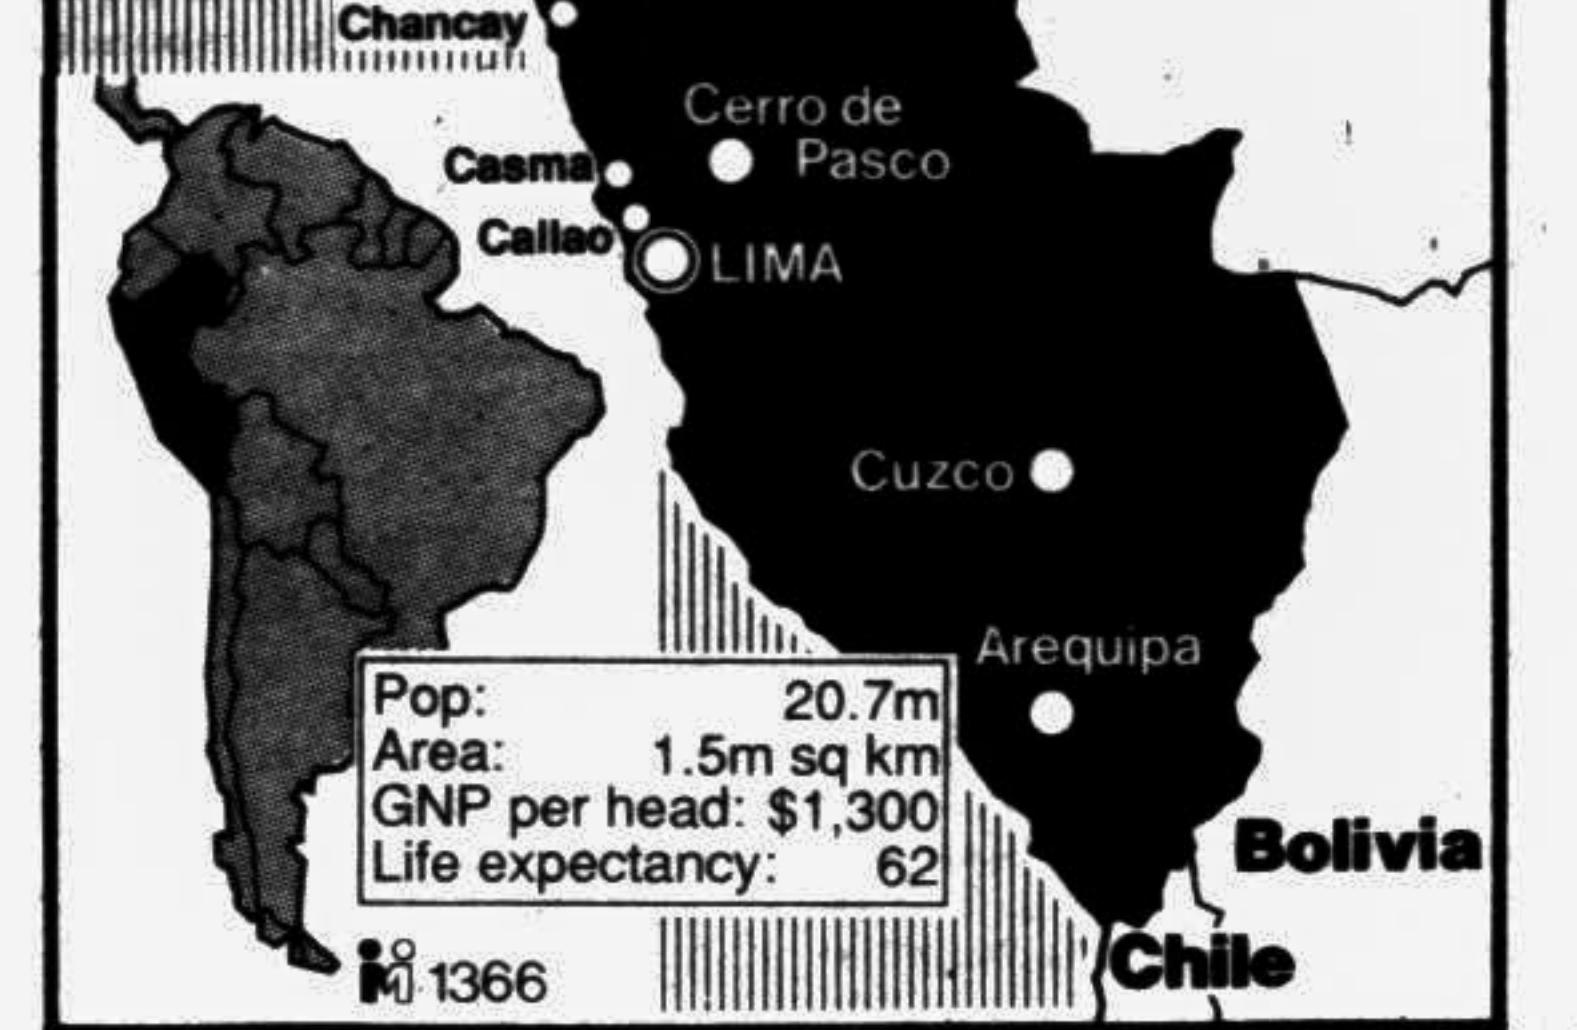 Chancay
Cerro de
Pasco
Casma
Callao
LIMA
Cuzco
Arequipa
Pop: 20.7m
Area: 1.5m sq km
GNP per head: $1,300
Life expectancy: 62
Bolivia
Chile
1366